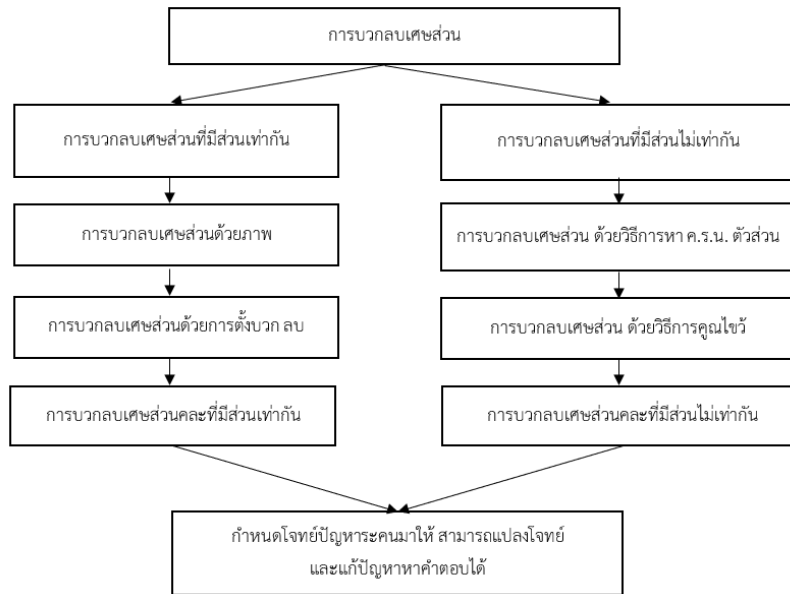 การบวกลบเศษส่วน
การบวกลบเศษส่วนที่มีส่วนเท่ากัน
การบวกลบเศษส่วนที่มีส่วนไม่เท่ากัน
การบวกลบเศษส่วนด้วยภาพ
การบวกลบเศษส่วน ด้วยวิธีการหา ค.ร.น. ตัวส่วน
การบวกลบเศษส่วนด้วยการตั้งบวก ลบ
การบวกลบเศษส่วน ด้วยวิธีการคูณไขว้
การบวกลบเศษส่วนคละที่มีส่วนเท่ากัน
การบวกลบเศษส่วนคละที่มีส่วนไม่เท่ากัน
กำหนดโจทย์ปัญหาระคนมาให้ สามารถแปลงโจทย์
และแก้ปัญหาหาคำตอบได้